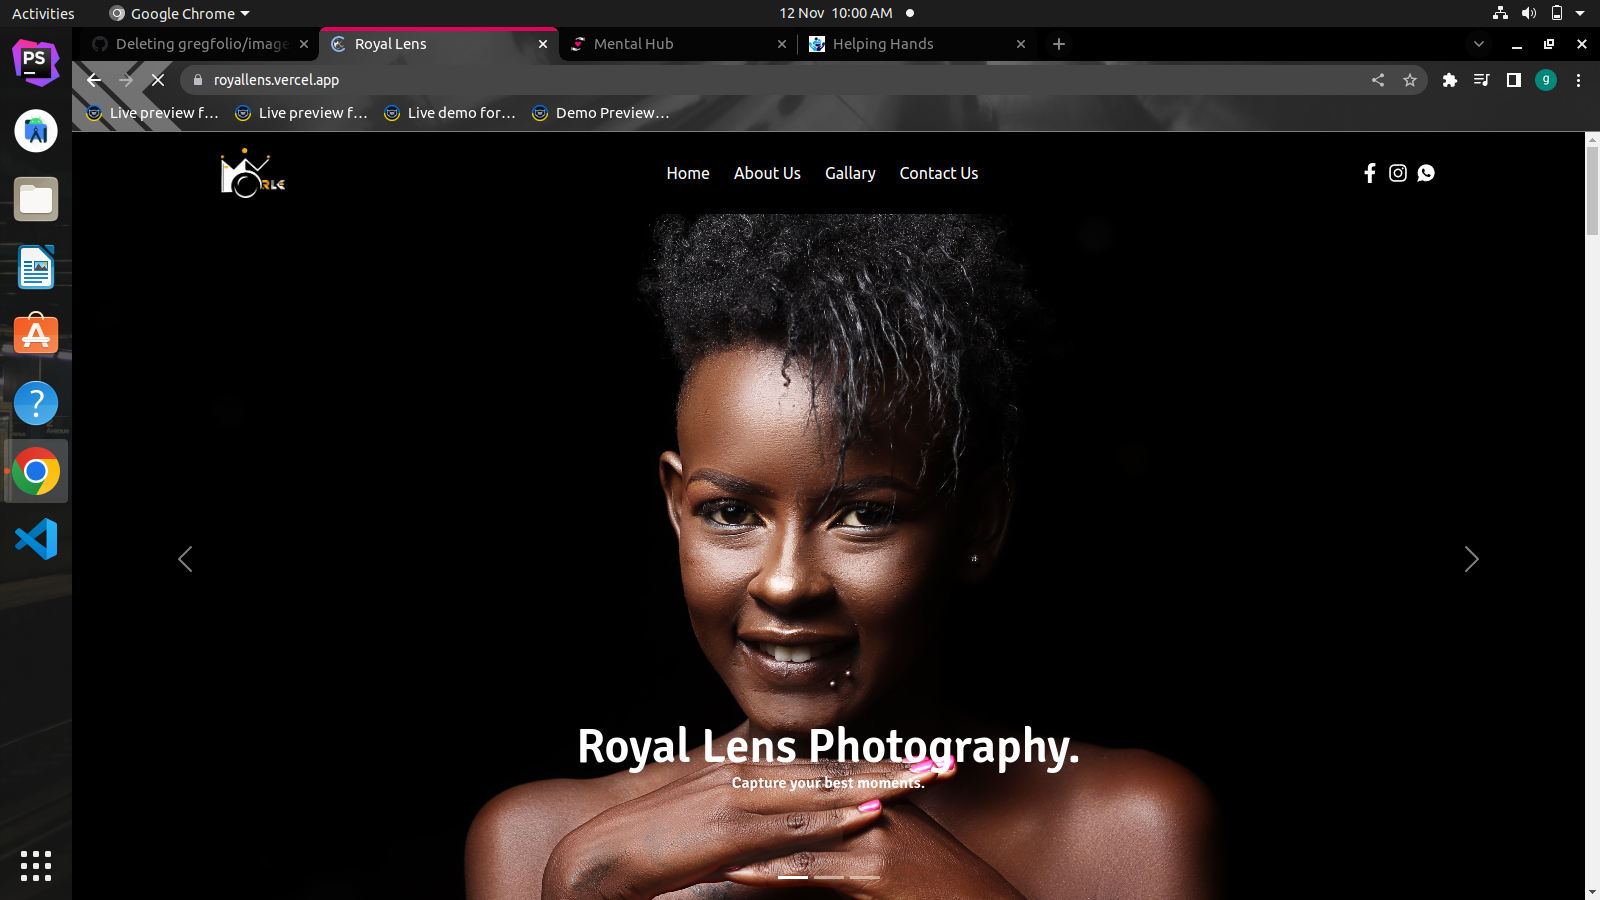 Activities
Google Chrome
12 Nov 10:00 AM
PS
Deleting gregfolio/image
Royal Lens
Mental Hub
Helping Hands
royallens.vercel.app
g
Live preview f...
Live preview f...
Live demo for...
Demo Preview...
Home
About Us
Gallary
Contact Us
Royal Lens Photography.
Capture your best moments.